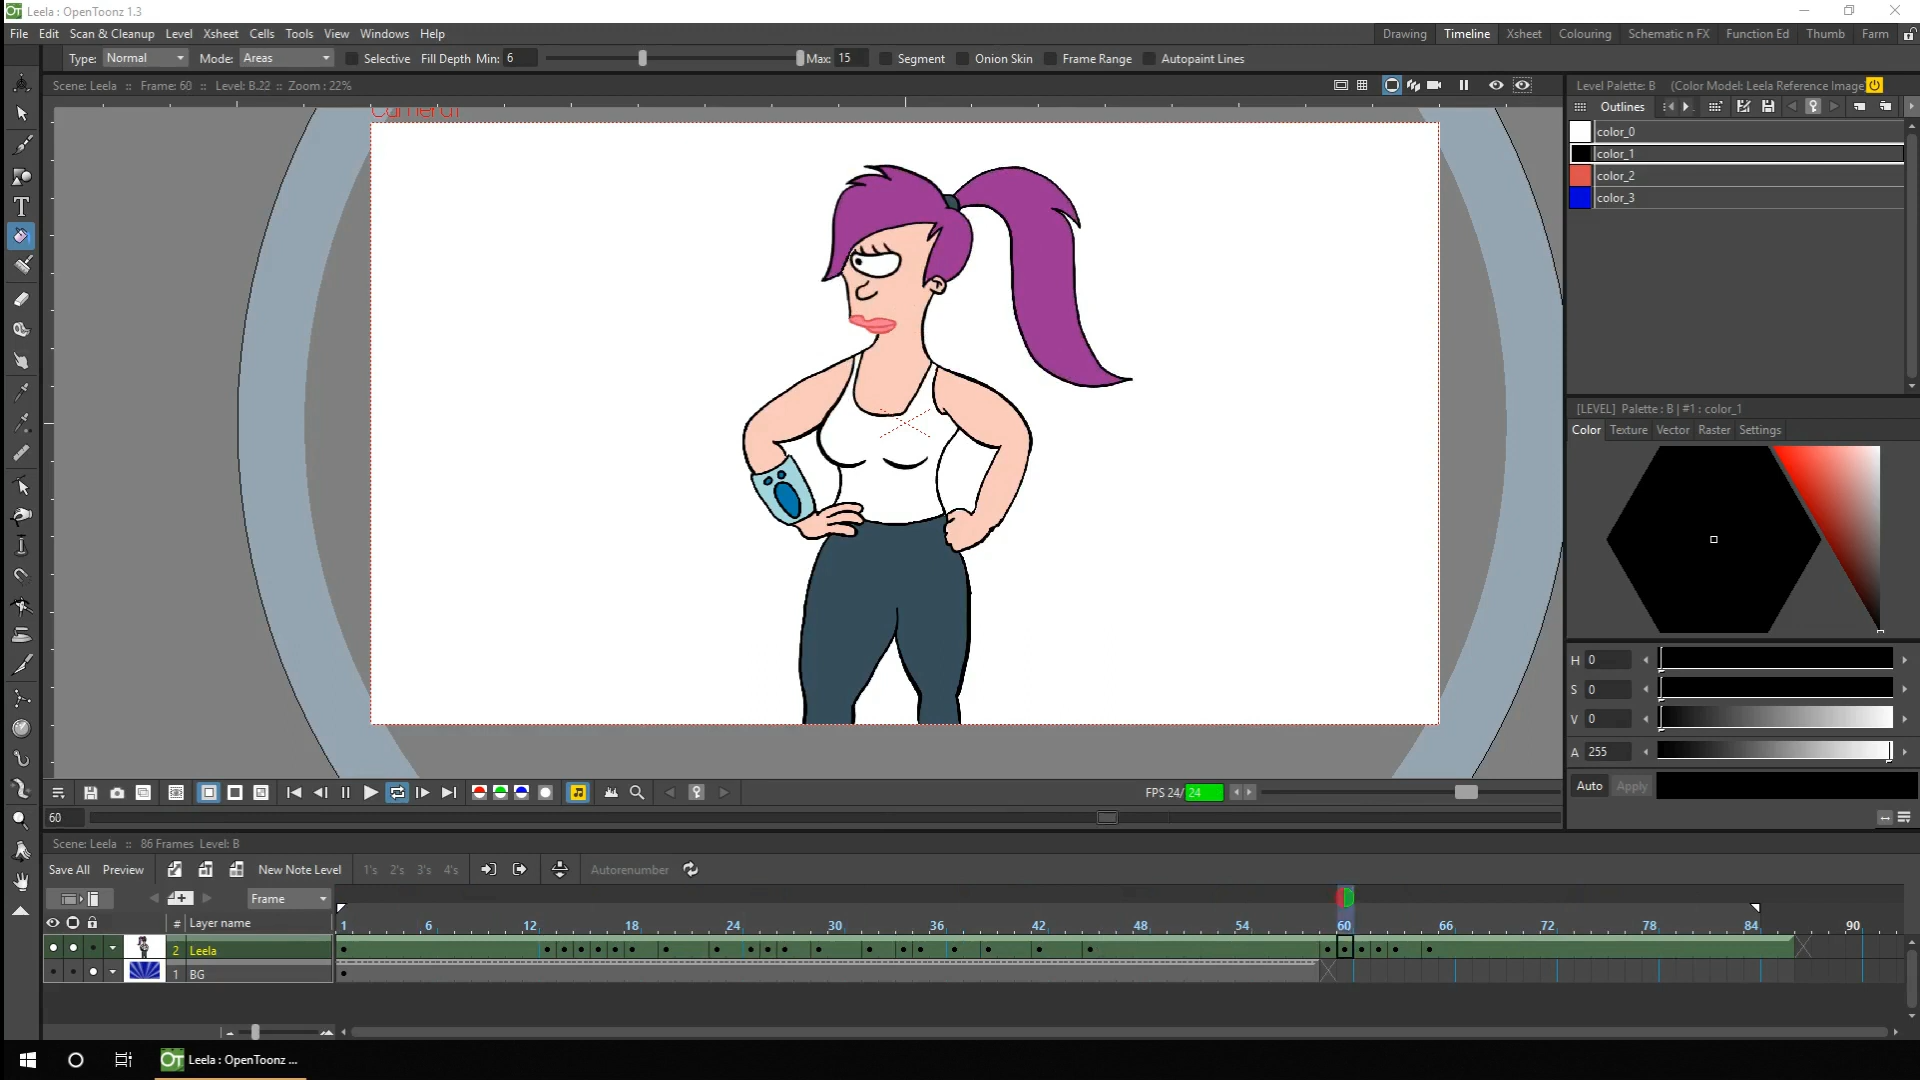 Leela : OpenToonz 1.3
File Edit Scan & Cleanup Level Xsheet Cells Tools View Windows Help
Drawing Timeline Xsheet Colouring Schematic n FX Function Ed Thumb Farm
Type: Normal Mode: Areas Selective Fill Depth Min: 6 Max: 15 Segment Onion Skin Frame Range Autopaint Lines
Scene: Leela :: Frame: 60 :: Level: B.22 :: Zoom : 22%
Level Palette: B (Color Model: Leela Reference Image
Outlines
color_0
color_1
color_2
color_3
[LEVEL] Palette : B | #1 : color_1
Color Texture Vector Raster Settings
H 0
S 0
V 0
A 255
Auto Apply
FPS 24/ 24
60
Scene: Leela :: 86 Frames Level: B
Save All Preview New Note Level 1's 2's 3's 4's Autorenumber
Frame
# Layer name
1 6 12 18 24 30 36 42 48 54 60 66 72 78 84 90
2 Leela
1 BG
Leela : OpenToonz ...